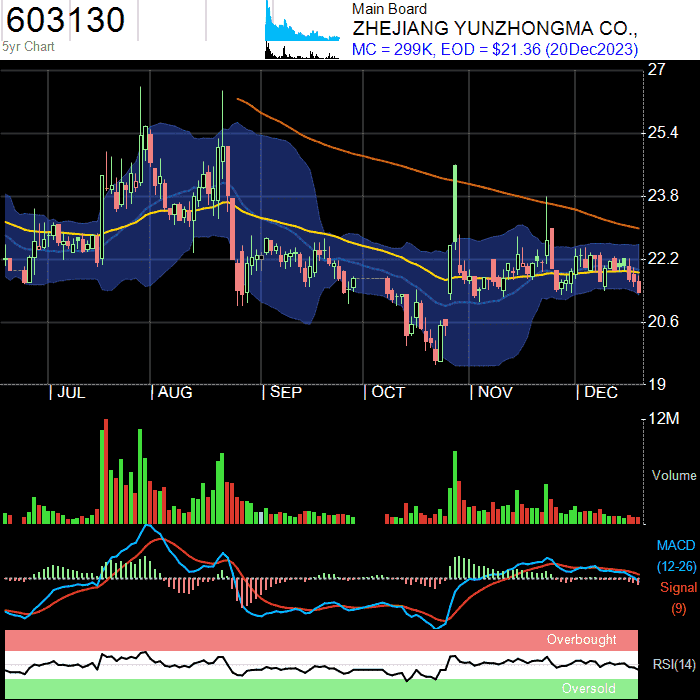 603130
5yr Chart
Main Board
ZHEJIANG YUNZHONGMA CO.,
MC = 299K, EOD = $21.36 (20Dec2023)
27
25.4
23.8
22.2
20.6
19
JUL
AUG
SEP
OCT
NOV
DEC
12M
Volume
MACD
(12-26)
Signal
(9)
Overbought
RSI(14)
Oversold